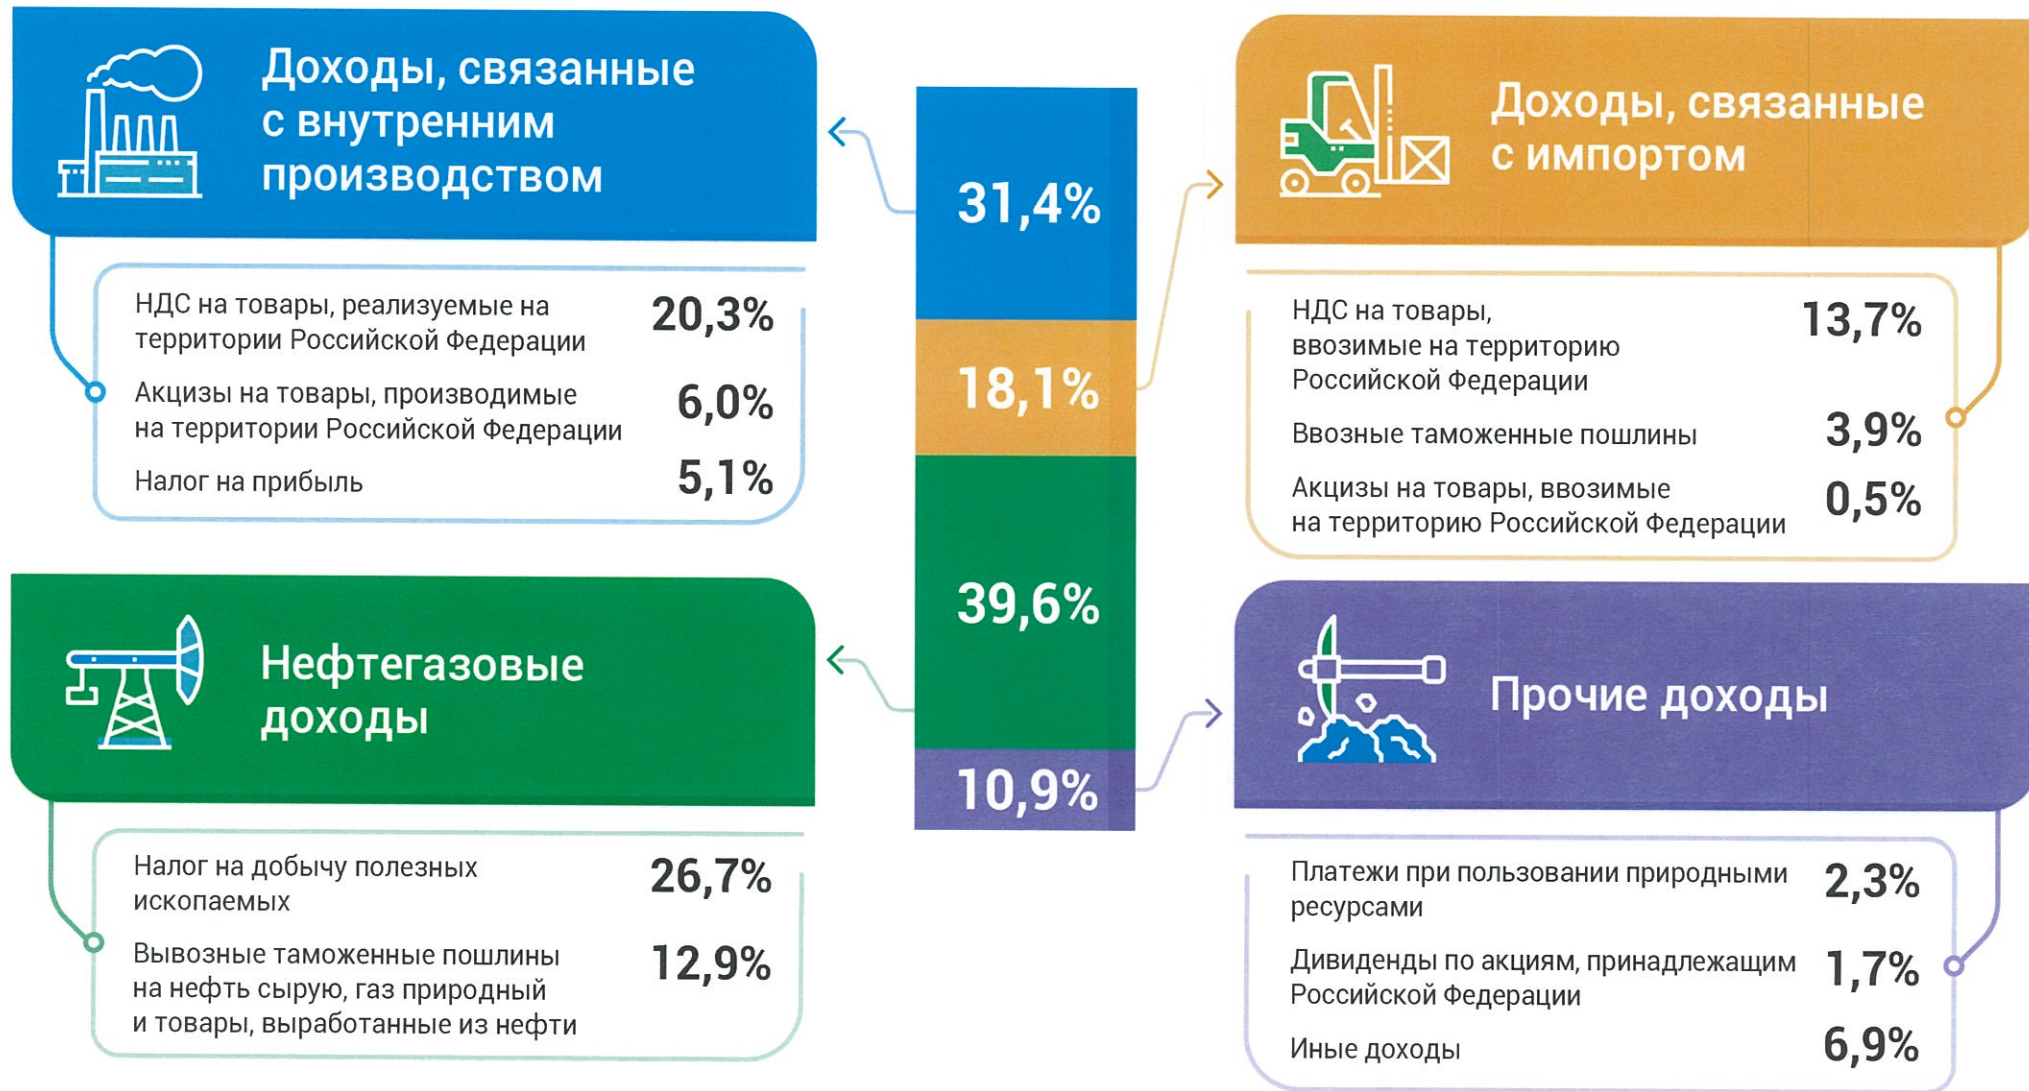 Доходы, связанные
с внутренним
производством
НДС на товары, реализуемые на
территории Российской Федерации
20,3%
Акцизы на товары, производимые
на территории Российской Федерации
6,0%
Налог на прибыль
5,1%
31,4%
18,1%
39,6%
10,9%
Доходы, связанные
с импортом
НДС на товары,
ввозимые на территорию
Российской Федерации
13,7%
Ввозные таможенные пошлины
3,9%
Акцизы на товары, ввозимые
на территорию Российской Федерации
0,5%
Нефтегазовые
доходы
Налог на добычу полезных
ископаемых
26,7%
Вывозные таможенные пошлины
на нефть сырую, газ природный
и товары, выработанные из нефти
12,9%
Прочие доходы
Платежи при пользовании природными
ресурсами
2,3%
Дивиденды по акциям, принадлежащим
Российской Федерации
1,7%
Иные доходы
6,9%